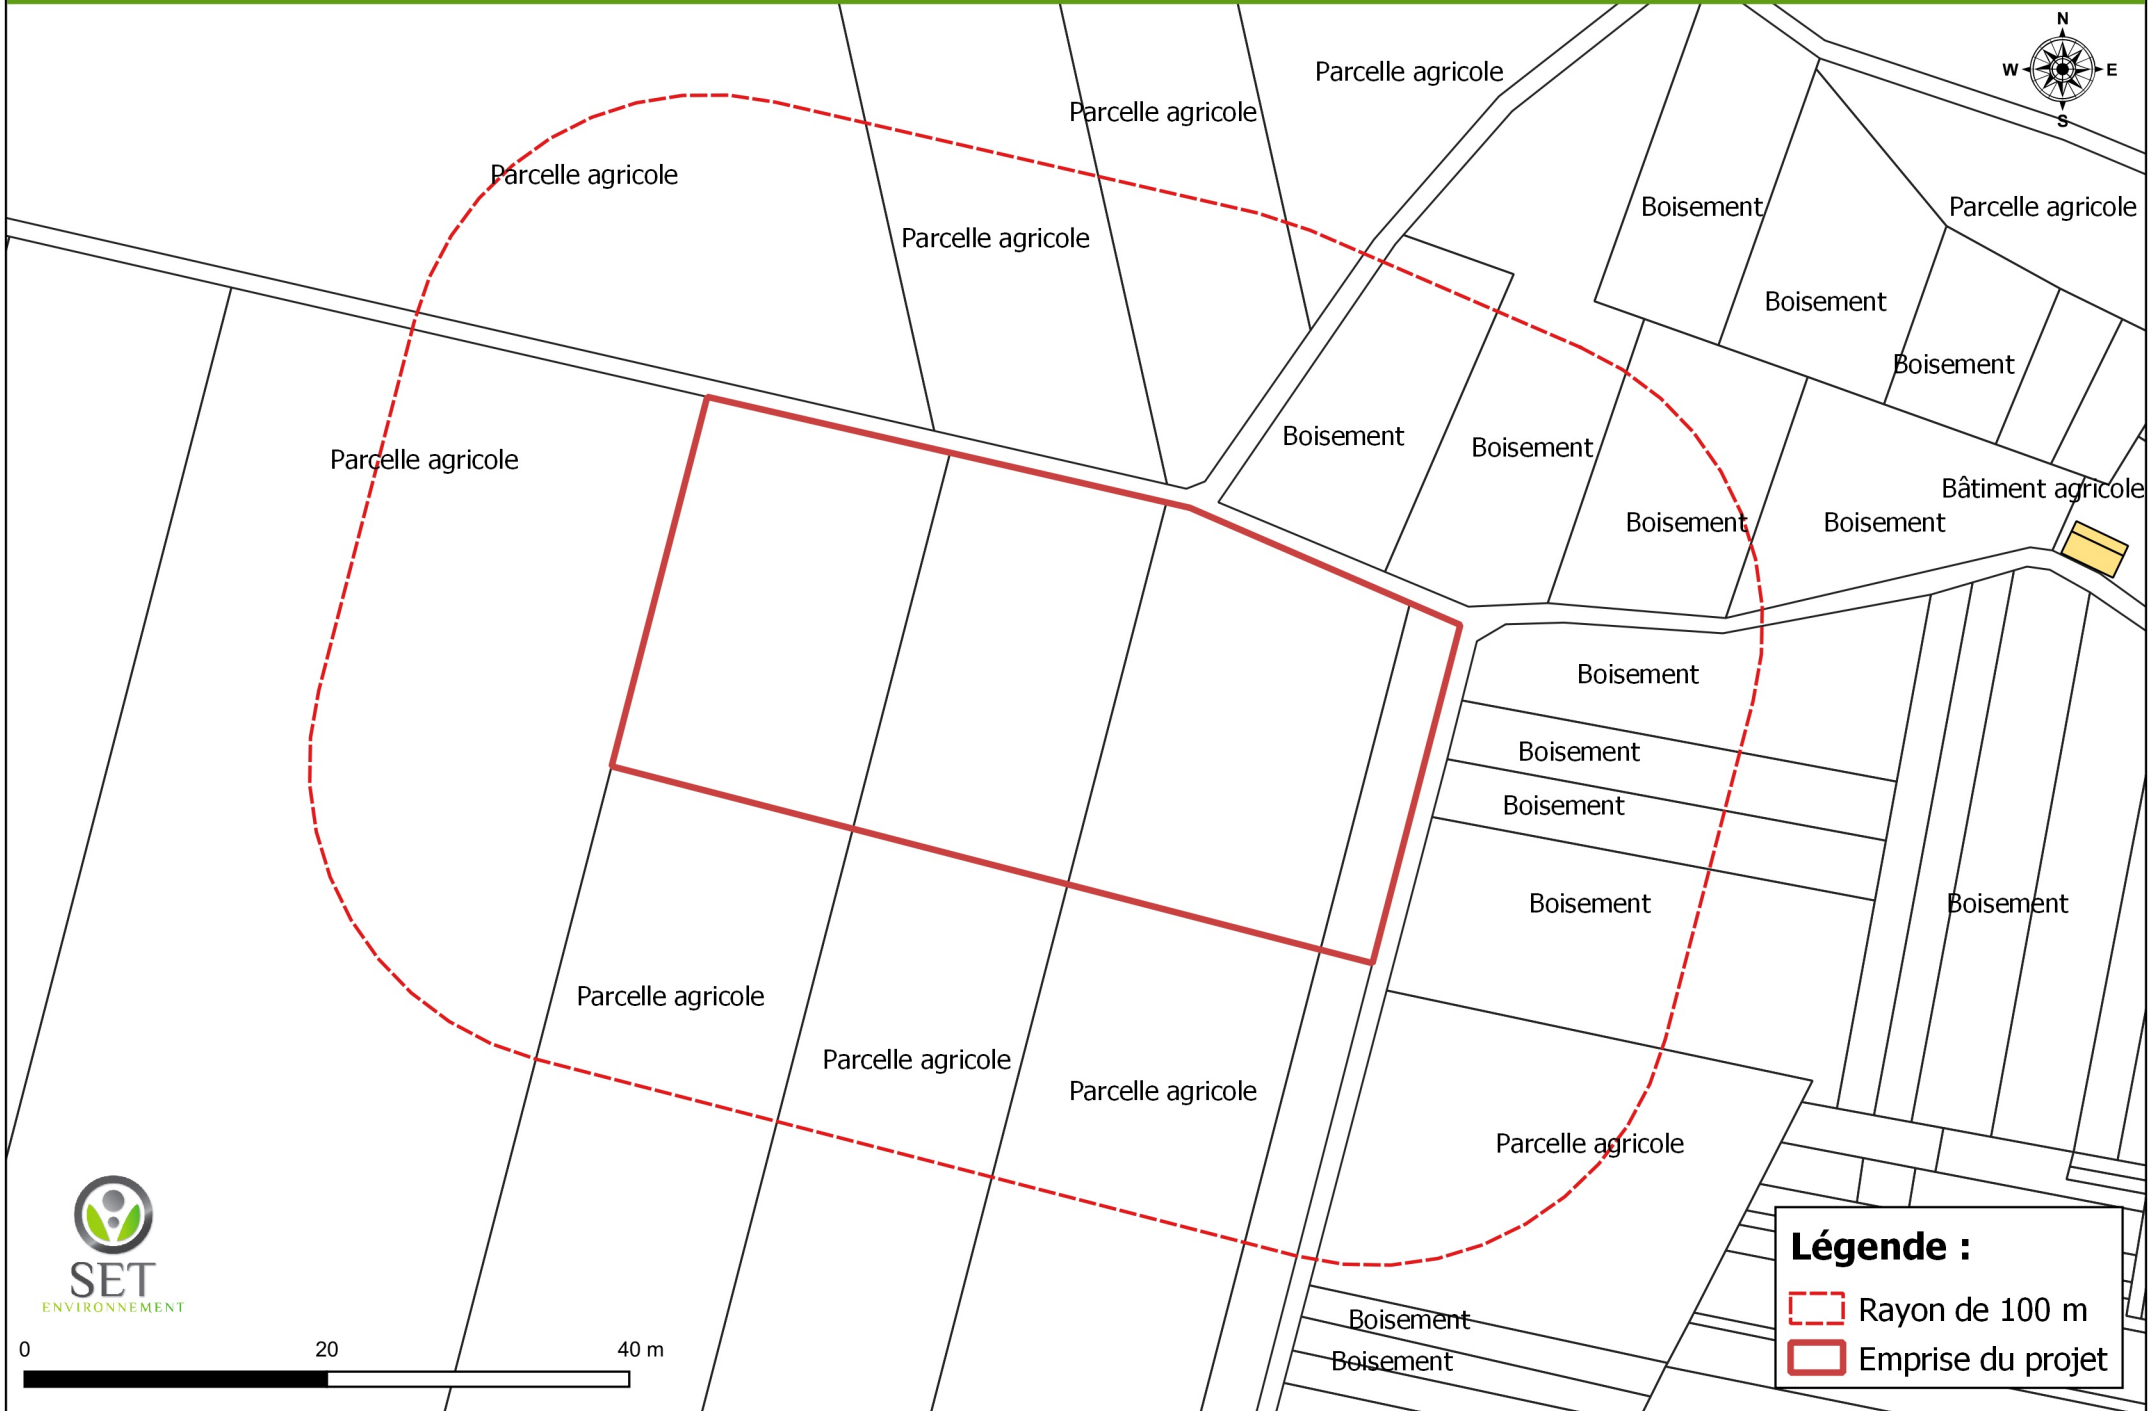 N
W E
S
Parcelle agricole
Parcelle agricole
Parcelle agricole
Boisement
Parcelle agricole
Parcelle agricole
Boisement
Boisement
Boisement
Boisement
Parcelle agricole
Bâtiment agricole
Boisement
Boisement
Boisement
Boisement
Boisement
Boisement
Boisement
Parcelle agricole
Parcelle agricole
Parcelle agricole
Parcelle agricole
Boisement
Boisement
SET
ENVIRONNEMENT
0 20 40 m
Légende :
Rayon de 100 m
Emprise du projet